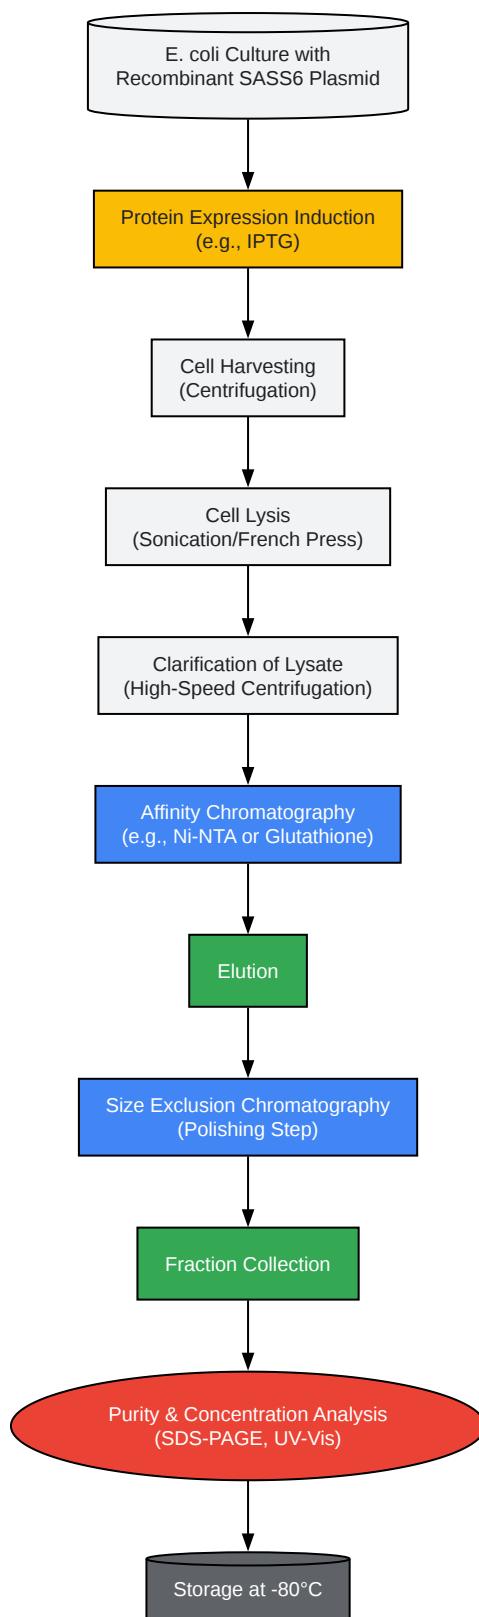 E. coli Culture with
Recombinant SASS6 Plasmid
Protein Expression Induction
(e.g., IPTG)
Cell Harvesting
(Centrifugation)
Cell Lysis
(Sonication/French Press)
Clarification of Lysate
(High-Speed Centrifugation)
Affinity Chromatography
(e.g., Ni-NTA or Glutathione)
Elution
Size Exclusion Chromatography
(Polishing Step)
Fraction Collection
Purity & Concentration Analysis
(SDS-PAGE, UV-Vis)
Storage at -80°C